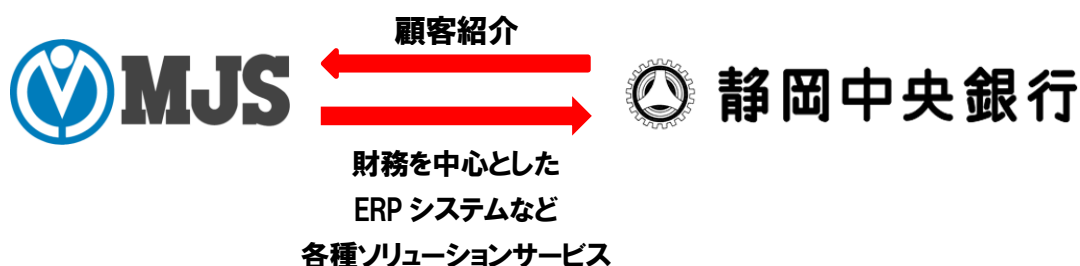 顧客紹介
MJS
静岡中央銀行
財務を中心とした
ERP システムなど
各種ソリューションサービス